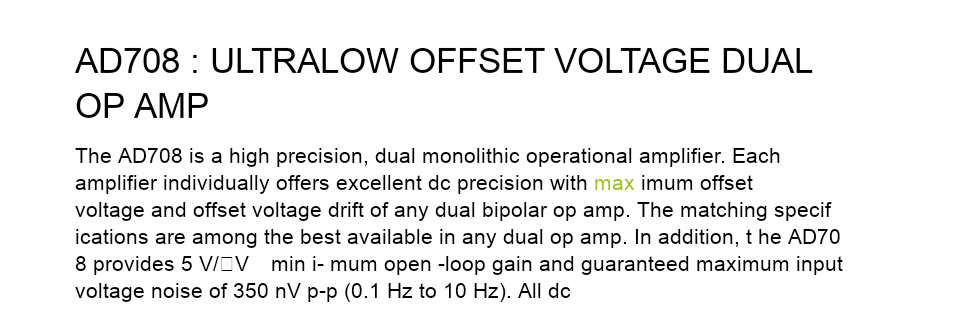 AD708 : ULTRALOW OFFSET VOLTAGE DUAL
OP AMP
The AD708 is a high precision, dual monolithic operational amplifier. Each
amplifier individually offers excellent dc precision with max imum offset
voltage and offset voltage drift of any dual bipolar op amp. The matching specif
ications are among the best available in any dual op amp. In addition, t he AD70
8 provides 5 V/□V min i- mum open -loop gain and guaranteed maximum input
voltage noise of 350 nV p-p (0.1 Hz to 10 Hz). All dc